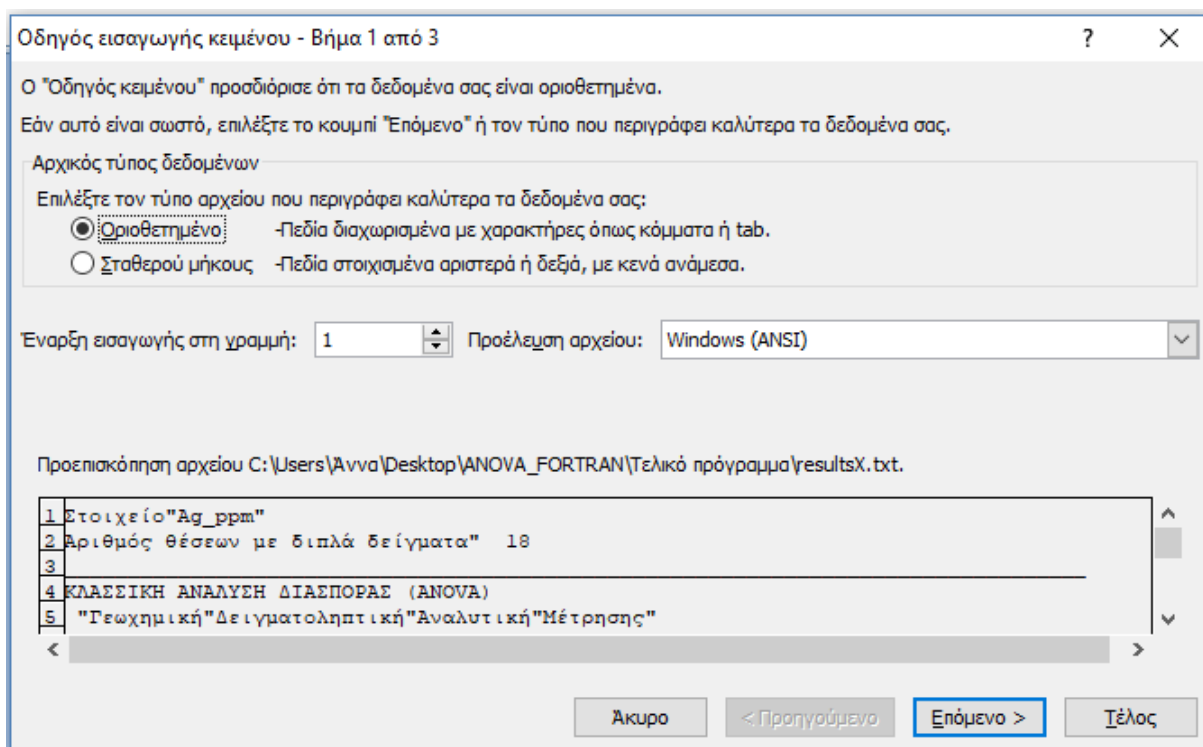 Οδηγός εισαγωγής κειμένου - Βήμα 1 από 3
Ο "Οδηγός κειμένου" προσδιόρισε ότι τα δεδομένα σας είναι οριοθετημένα.
Εάν αυτό είναι σωστό, επιλέξτε το κουμπί "Επόμενο" ή τον τύπο που περιγράφει καλύτερα τα δεδομένα σας.
Αρχικός τύπος δεδομένων
Επιλέξτε τον τύπο αρχείου που περιγράφει καλύτερα τα δεδομένα σας:
Οριοθετημένο -Πεδία διαχωρισμένα με χαρακτήρες όπως κόμματα ή tab.
Σταθερού μήκους -Πεδία στοιχισμένα αριστερά ή δεξιά, με κενά ανάμεσα.
Έναρξη εισαγωγής στη γραμμή: 1 Προέλευση αρχείου: Windows (ANSI)
Προεπισκόπηση αρχείου C:\Users\Άννα\Desktop\ANOVA_FORTRAN\Τελικό πρόγραμμα\resultsX.txt.
1 Στοιχείο"Ag_ppm"
2 Αριθμός θέσεων με διπλά δείγματα" 18
3
4 ΚΛΑΣΣΙΚΗ ΑΝΑΛΥΣΗ ΔΙΑΣΠΟΡΑΣ (ANOVA)
5 "Γεωχημική"Δειγματοληπτική"Αναλυτική"Μέτρησης"
Άκυρο < Προηγούμενο Επόμενο > Τέλος